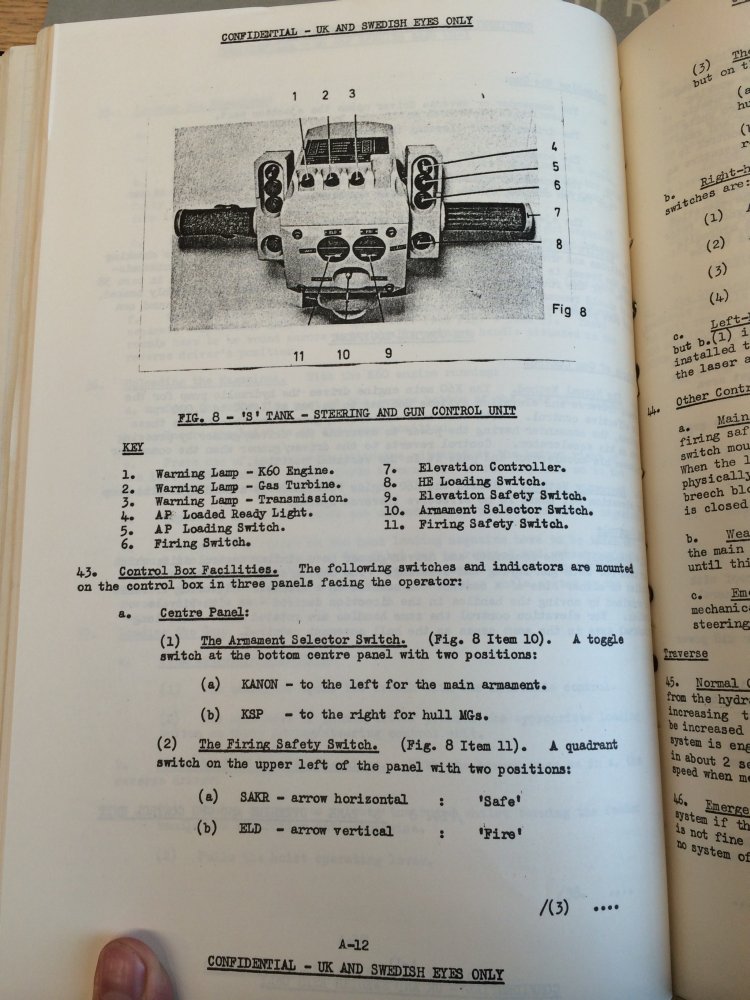 CONFIDENTIAL - UK AND SWEDISH EYES ONLY
1 2 3
4
5
6
7
8
11 10 9
Fig 8
FIG. 8 - 'S' TANK - STEERING AND GUN CONTROL UNIT
KEY
1. Warning Lamp - K60 Engine.
2. Warning Lamp - Gas Turbine.
3. Warning Lamp - Transmission.
4. AP Loaded Ready Light.
5. AP Loading Switch.
6. Firing Switch.
7. Elevation Controller.
8. HE Loading Switch.
9. Elevation Safety Switch.
10. Armament Selector Switch.
11. Firing Safety Switch.
43. Control Box Facilities. The following switches and indicators are mounted
on the control box in three panels facing the operator:
a. Centre Panel:
(1) The Armament Selector Switch. (Fig. 8 Item 10). A toggle
switch at the bottom centre panel with two positions:
(a) KANON - to the left for the main armament.
(b) KSP - to the right for hull MGs.
(2) The Firing Safety Switch. (Fig. 8 Item 11). A quadrant
switch on the upper left of the panel with two positions:
(a) SAKR - arrow horizontal : 'Safe'
(b) ELD - arrow vertical : 'Fire'
/(3) ....
A-12
CONFIDENTIAL - UK AND SWEDISH EYES ONLY
(3) The
but on t
(a
hu
(
r
b. Right-h
switches are:
(1)
(2)
(3)
(4)
c. Left-
but b.(1) i
installed t
the laser a
44. Other Contr
a. Main
firing saf
switch mou
When the l
physically
breech blo
is closed
b. Wea
the main
until thi
c. Eme
mechanica
steering
Traverse
45. Normal C
from the hydra
increasing t
be increased
system is eng
in about 2 se
speed when m
46. Emerge
system if th
is not fine
no system of